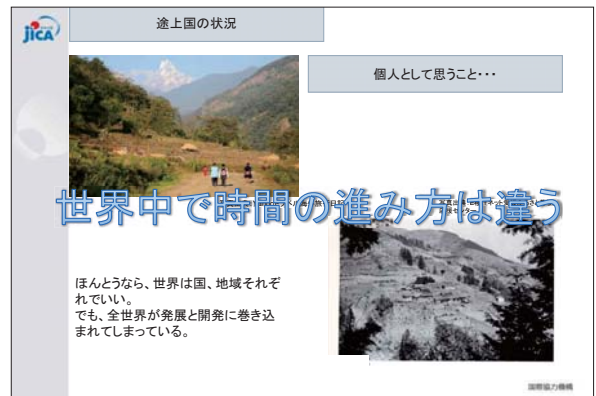 jica
途上国の状況
個人として思うこと・・・
世界中で時間の進み方は違う
ほんとうなら、世界は国、地域それぞ
れでいい。
でも、全世界が発展と開発に巻き込
まれてしまっている。
国際協力機構